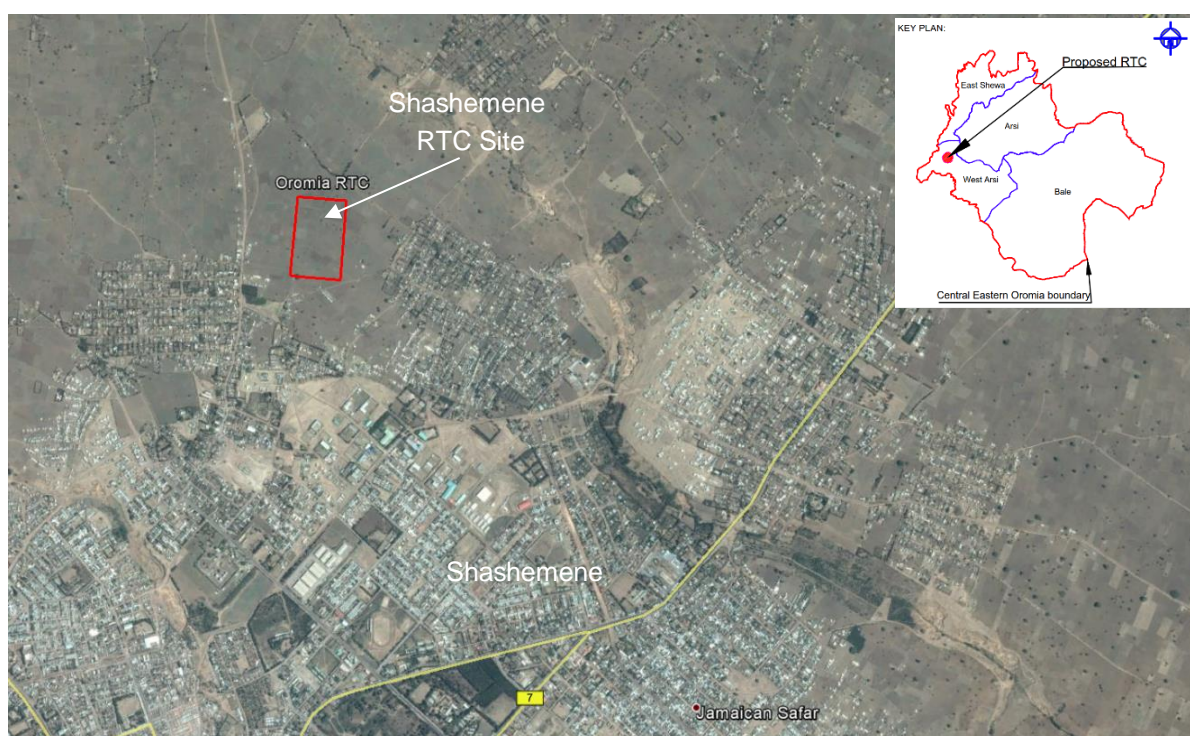 Shashemene
RTC Site
Oromia RTC
Shashemene
7
Jamaican Safar
KEY PLAN:
Proposed RTC
East Shewa
Arsi
West Arsi
Bale
Central Eastern Oromia boundary